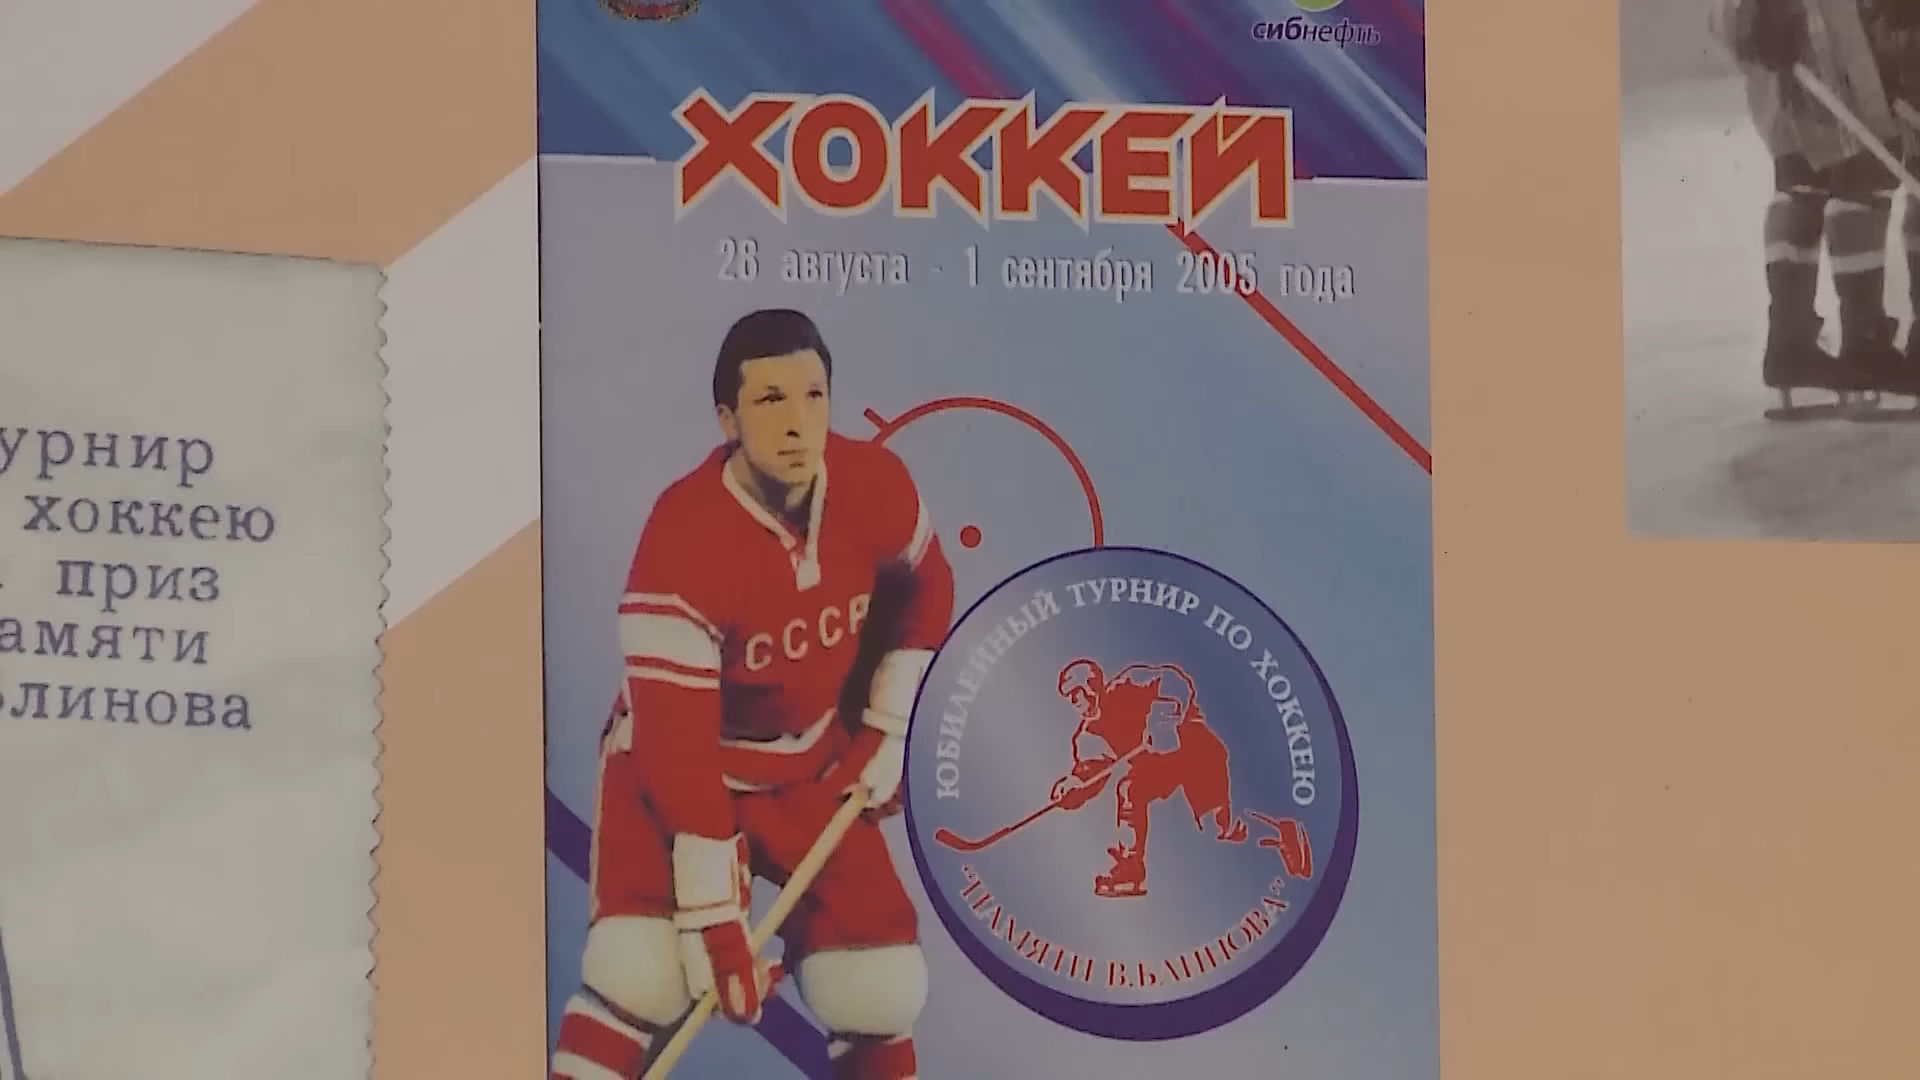 сибнефть
ХОККЕЙ
28 августа - 1 сентября 2005 года
СССР
ЮБИЛЕЙНЫЙ ТУРНИР ПО ХОККЕЮ
"ПАМЯТИ В.БЛИНОВА"
урнир
хоккею
приз
амяти
линова